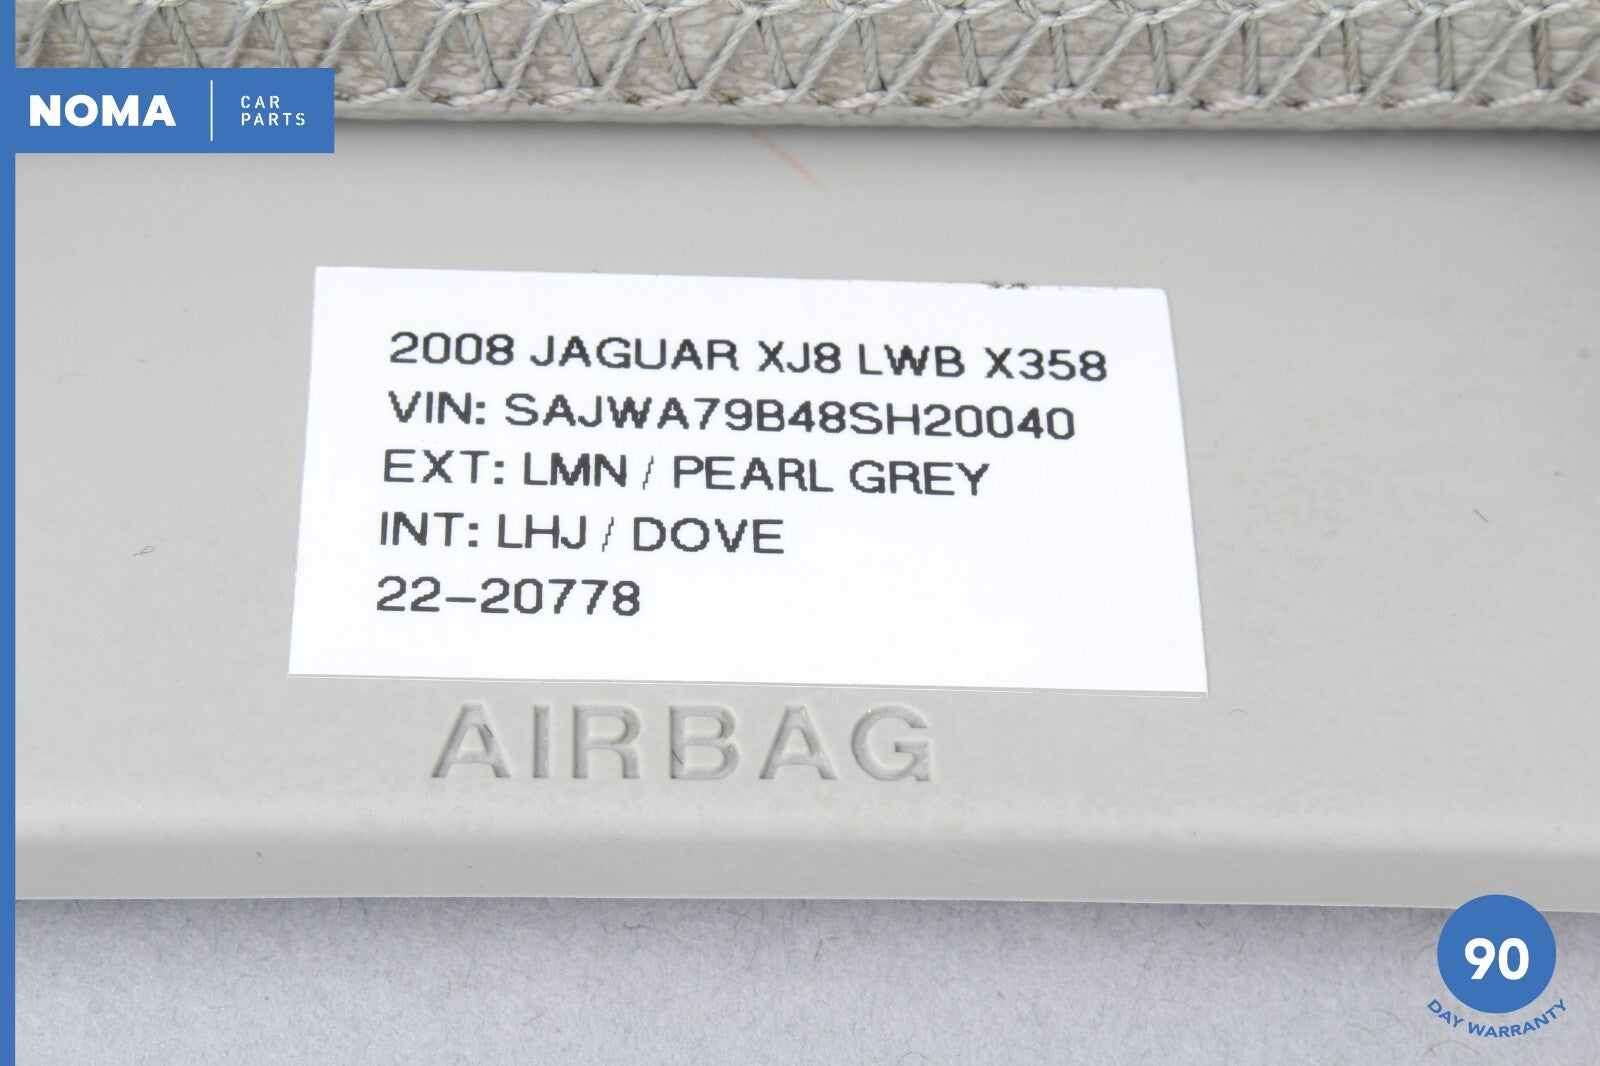 NOMA
CAR
PARTS
2008 JAGUAR XJ8 LWB X358
VIN: SAJWA79B48SH20040
EXT: LMN / PEARL GREY
INT: LHJ / DOVE
22-20778
AIRBAG
90
DAY WARRANTY